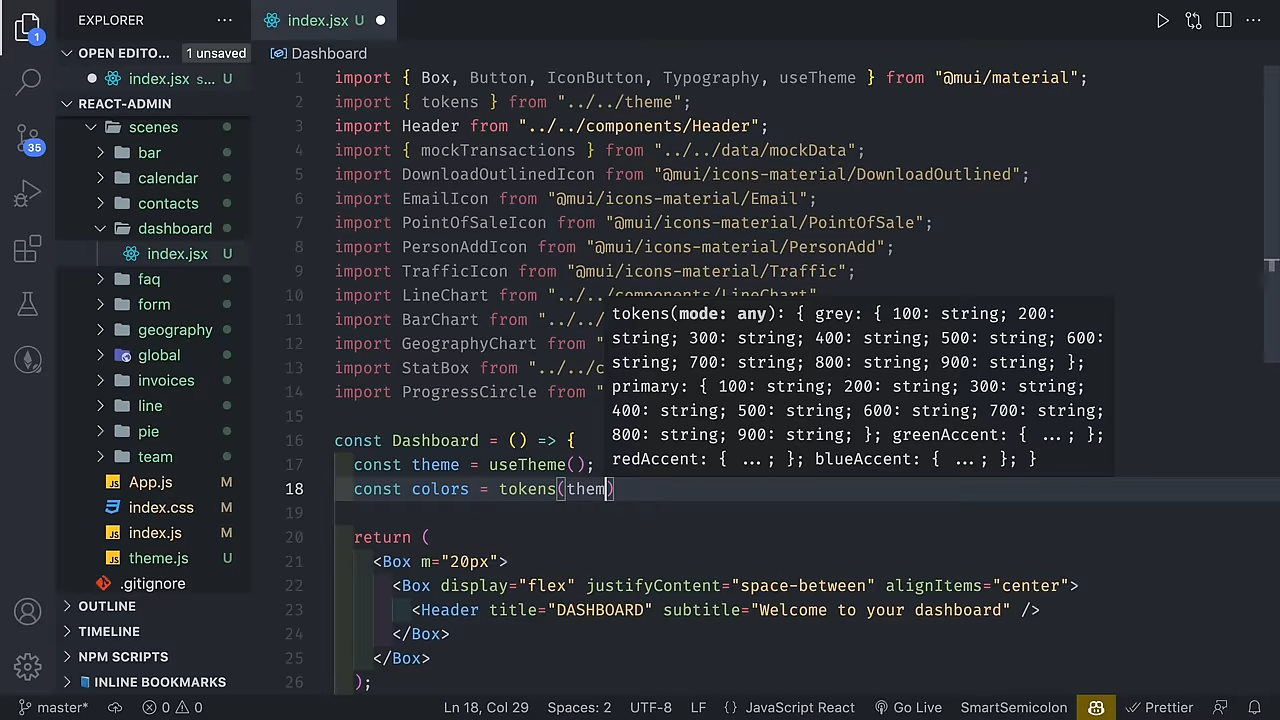 EXPLORER
index.jsx U
OPEN EDITO... 1 unsaved
Dashboard
index.jsx s... U
REACT-ADMIN
scenes
bar
calendar
contacts
dashboard
index.jsx U
faq
form
geography
global
invoices
line
pie
team
App.js M
index.css M
index.js M
theme.js U
.gitignore
OUTLINE
TIMELINE
NPM SCRIPTS
INLINE BOOKMARKS
1
35
1 import { Box, Button, IconButton, Typography, useTheme } from "@mui/material";
2 import { tokens } from "../../theme";
3 import Header from "../../components/Header";
4 import { mockTransactions } from "../../data/mockData";
5 import DownloadOutlinedIcon from "@mui/icons-material/DownloadOutlined";
6 import EmailIcon from "@mui/icons-material/Email";
7 import PointOfSaleIcon from "@mui/icons-material/PointOfSale";
8 import PersonAddIcon from "@mui/icons-material/PersonAdd";
9 import TrafficIcon from "@mui/icons-material/Traffic";
10 import LineChart from "../../components/LineChart"
11 import BarChart from "../../
12 import GeographyChart from "
13 import StatBox from "../../c
14 import ProgressCircle from "
15
16 const Dashboard = () => {
17 const theme = useTheme();
18 const colors = tokens(them)
19
20 return (
21 <Box m="20px">
22 <Box display="flex" justifyContent="space-between" alignItems="center">
23 <Header title="DASHBOARD" subtitle="Welcome to your dashboard" />
24 </Box>
25 </Box>
26 );
tokens(mode: any): { grey: { 100: string; 200:
string; 300: string; 400: string; 500: string; 600:
string; 700: string; 800: string; 900: string; };
primary: { 100: string; 200: string; 300: string;
400: string; 500: string; 600: string; 700: string;
800: string; 900: string; }; greenAccent: { ...; };
redAccent: { ...; }; blueAccent: { ...; }; }
master* 0 0 Ln 18, Col 29 Spaces: 2 UTF-8 LF {} JavaScript React Go Live SmartSemicolon Prettier